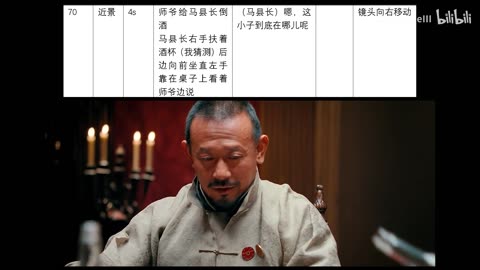 70
近景
4s
师爷给马县长倒
酒
马县长右手扶着
酒杯（我猜测）后
边向前坐直左手
靠在桌子上看着
师爷边说
（马县长）嗯，这
小子到底在哪儿呢
镜头向右移动
elll
bilibili